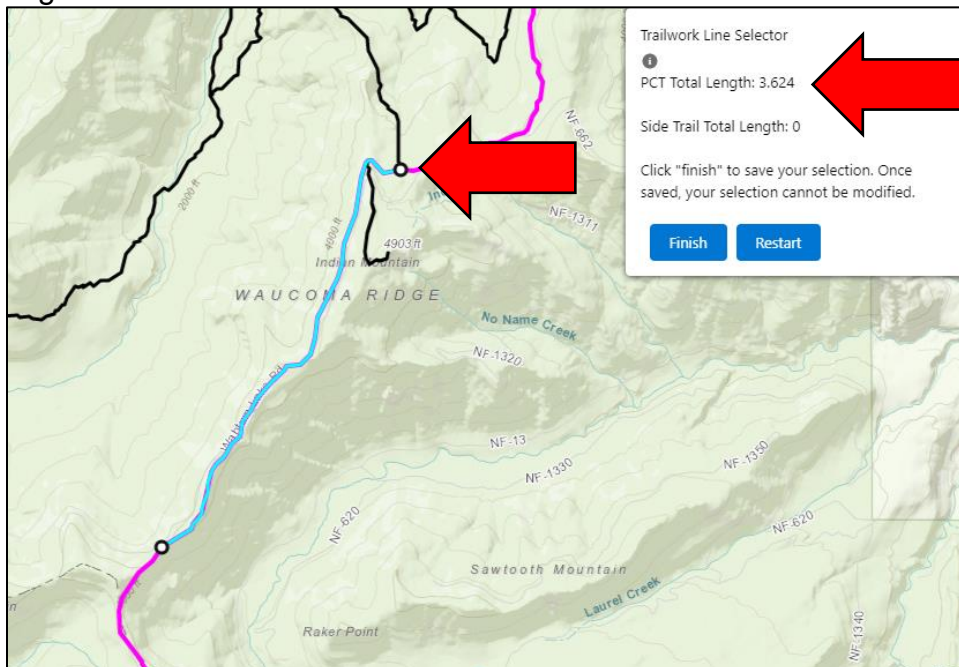 Trailwork Line Selector
PCT Total Length: 3.624
Side Trail Total Length: 0
Click "finish" to save your selection. Once
saved, your selection cannot be modified.
Finish Restart
NF-662
2000 ft
NF-1311
4000 ft
4903 ft
Indian Mountain
WAUCOMA RIDGE
No Name Creek
NF-1320
NF-13
NF-1330
NF-1350
NF-620
NF-620
Sawtooth Mountain
Laurel Creek
Raker Point
NF-1340